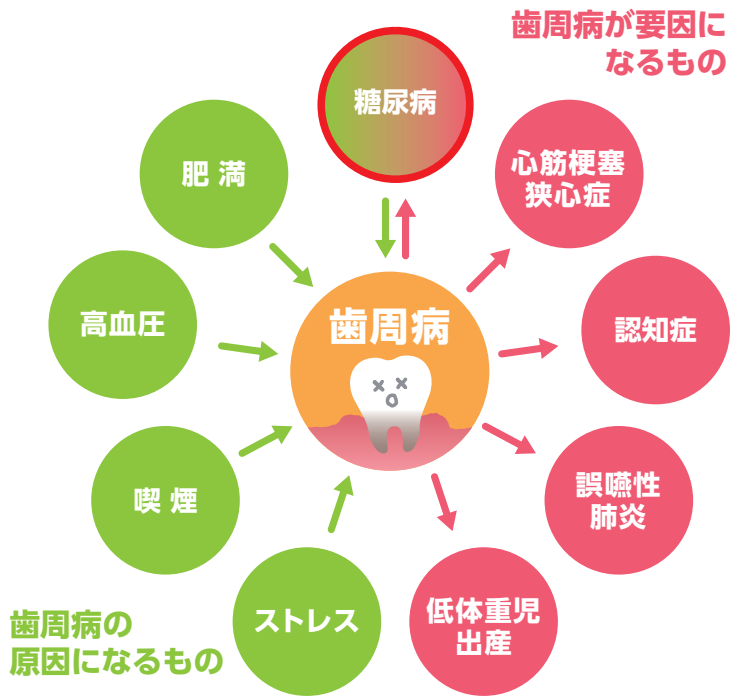 歯周病が要因に
なるもの
糖尿病
肥 満
心筋梗塞
狭心症
高血圧
歯周病
認知症
喫 煙
誤嚥性
肺炎
ストレス
低体重児
出産
歯周病の
原因になるもの